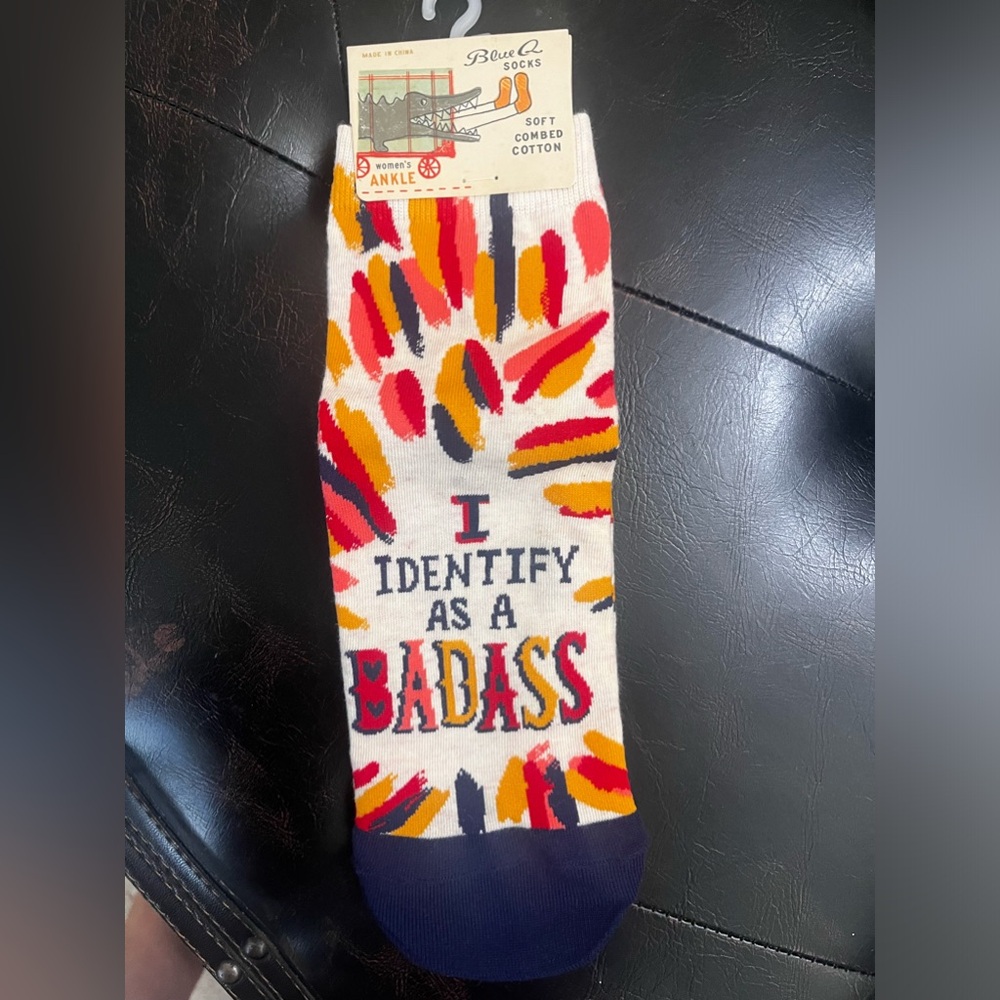 MADE IN CHINA
Blue Q
SOCKS
SOFT
COMBED
COTTON
women's
ANKLE
I
IDENTIFY
AS A
BADASS